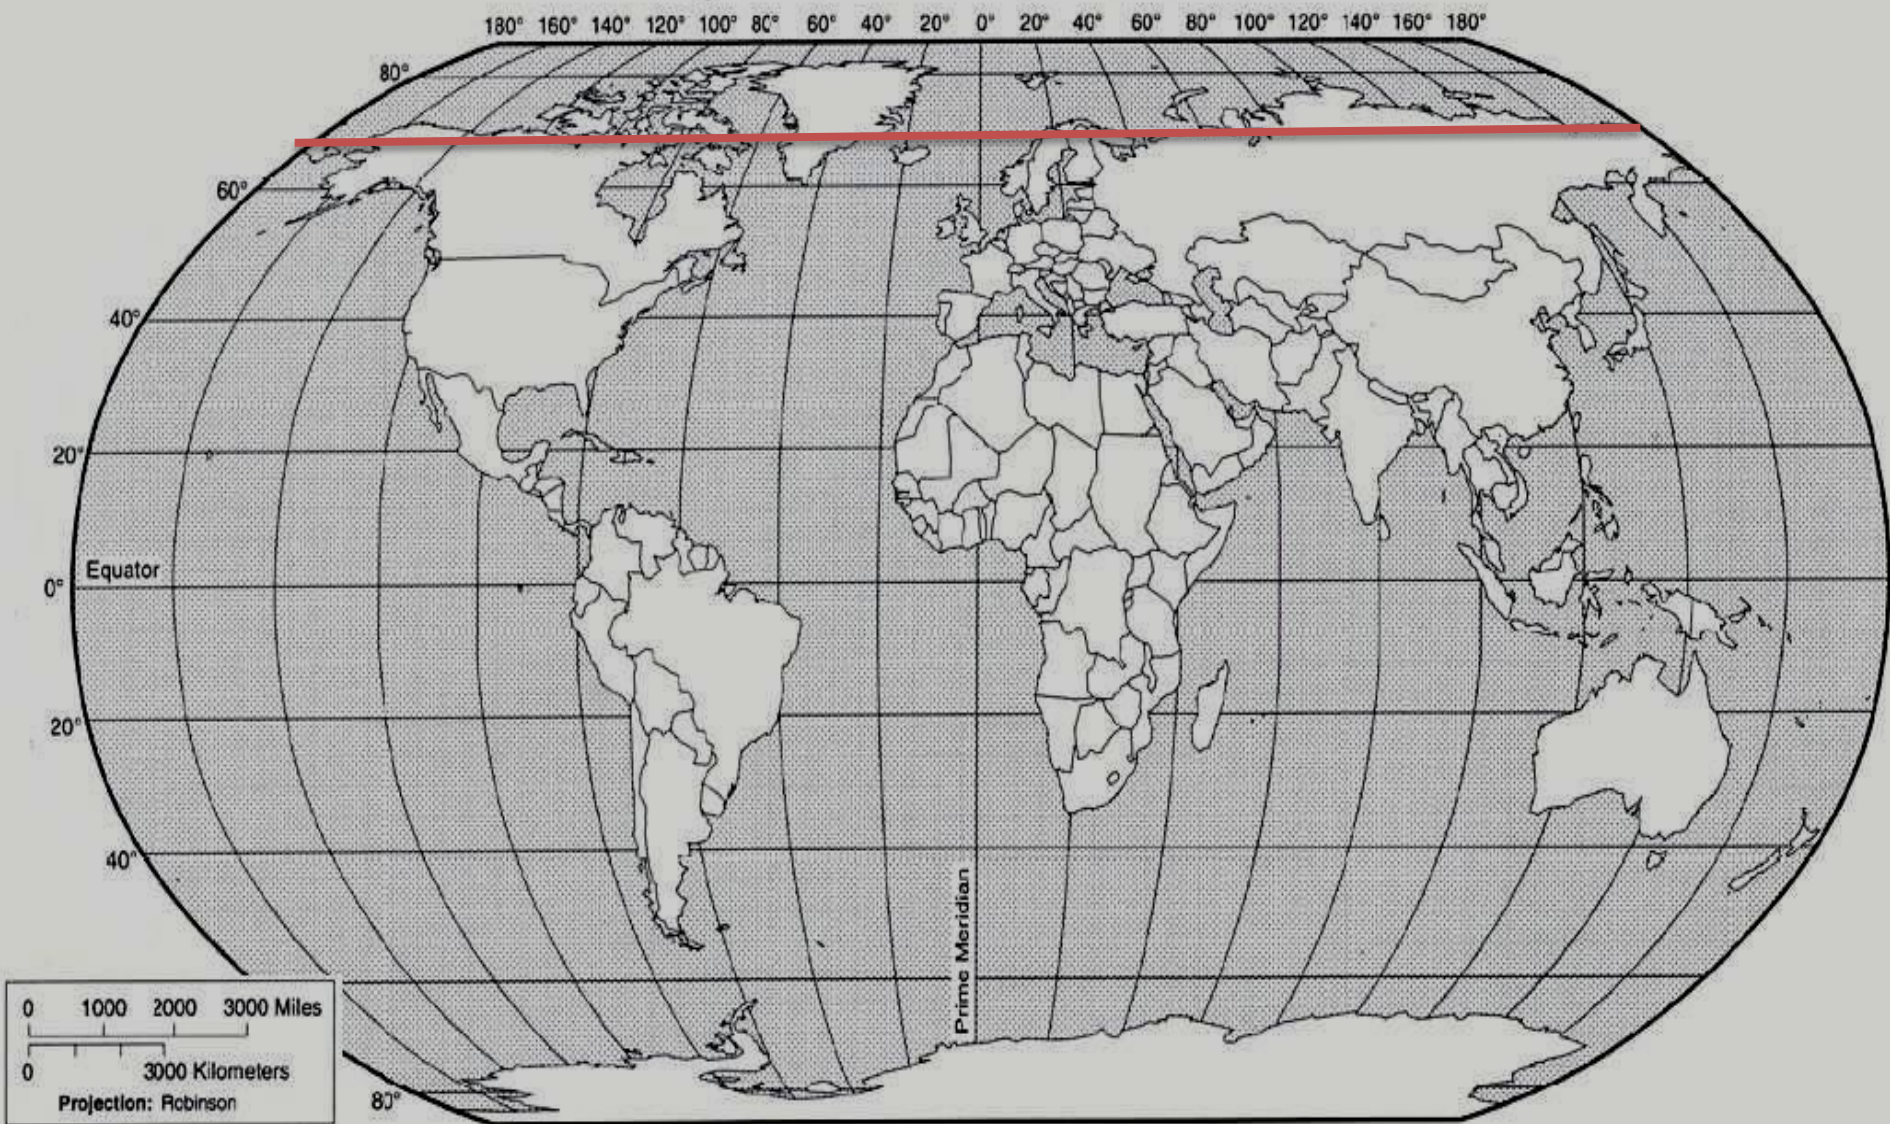 180° 160° 140° 120° 100° 80° 60° 40° 20° 0° 20° 40° 60° 80° 100° 120° 140° 160° 180°
80°
60°
40°
20°
Equator
0°
20°
40°
Prime Meridian
0 1000 2000 3000 Miles
0 3000 Kilometers
80°
Projection: Robinson